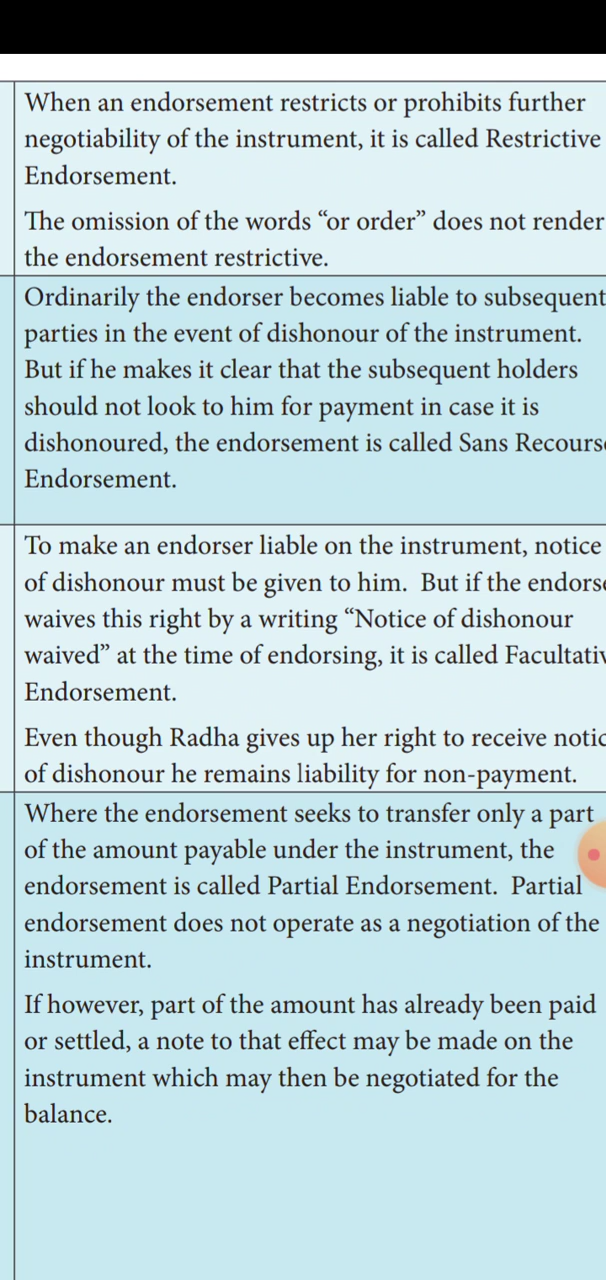 When an endorsement restricts or prohibits further
negotiability of the instrument, it is called Restrictive
Endorsement.
The omission of the words “or order” does not render
the endorsement restrictive.
Ordinarily the endorser becomes liable to subsequent
parties in the event of dishonour of the instrument.
But if he makes it clear that the subsequent holders
should not look to him for payment in case it is
dishonoured, the endorsement is called Sans
Endorsement.
To make an endorser liable on the instrument, notice
of dishonour must be given to him.  But if the
waives this right by a writing “Notice of dishonour
waived” at the time of endorsing, it is called
Endorsement.
Even though Radha gives up her right to receive
of dishonour he remains liability for non-payment.
Where the endorsement seeks to transfer only a part
of the amount payable under the instrument, the
endorsement is called Partial Endorsement.  Partial
endorsement does not operate as a negotiation of the
instrument.
If however, part of the amount has already been paid
or settled, a note to that effect may be made on the
instrument which may then be negotiated for the
balance.